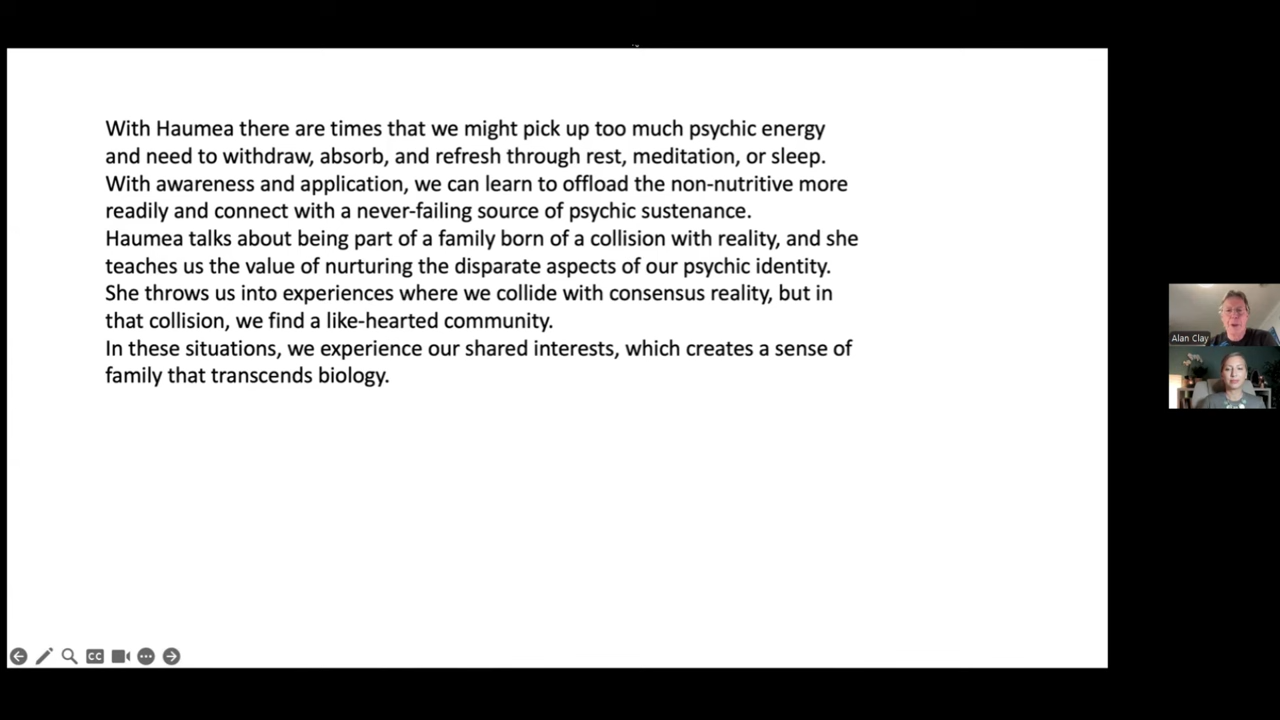 With Haumea there are times that we might pick up too much psychic energy
and need to withdraw, absorb, and refresh through rest, meditation, or sleep.
With awareness and application, we can learn to offload the non-nutritive more
readily and connect with a never-failing source of psychic sustenance.
Haumea talks about being part of a family born of a collision with reality, and she
teaches us the value of nurturing the disparate aspects of our psychic identity.
She throws us into experiences where we collide with consensus reality, but in
that collision, we find a like-hearted community.
In these situations, we experience our shared interests, which creates a sense of
family that transcends biology.
Alan Clay
CC